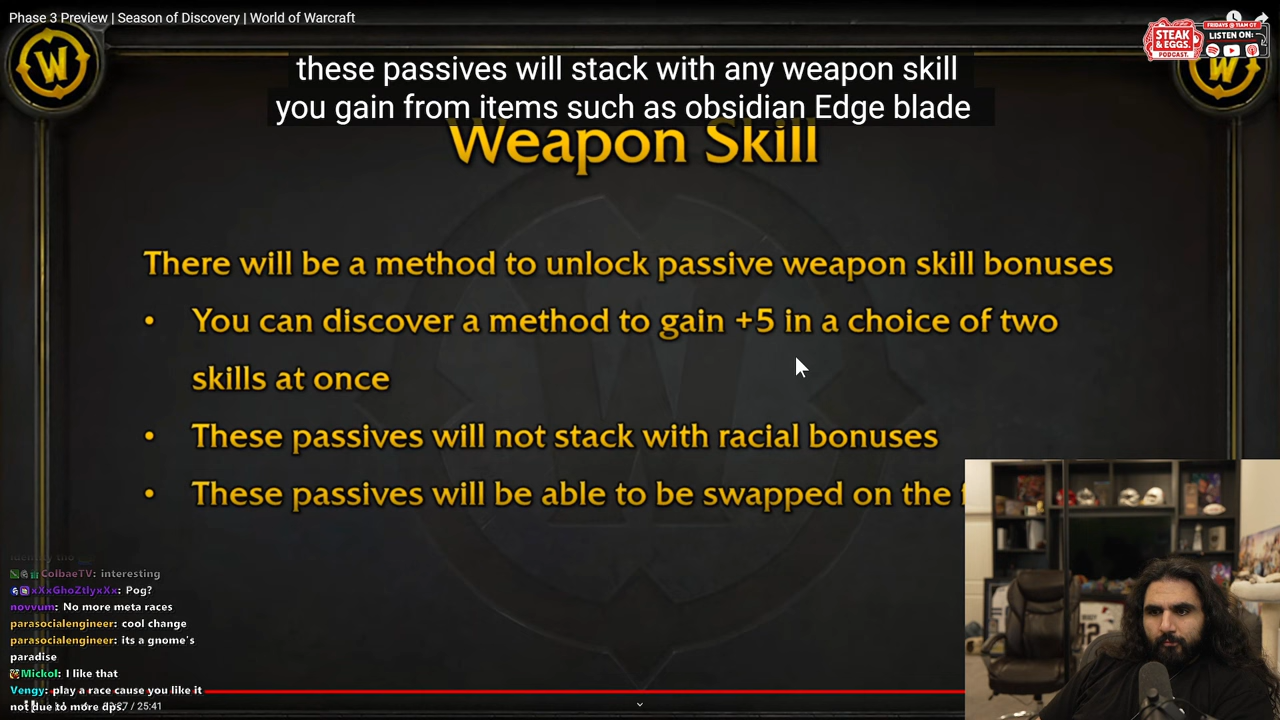 Phase 3 Preview | Season of Discovery | World of Warcraft
FRIDAYS @ 11AM CT
STEAK
& EGGS.
PODCAST.
LISTEN ON:
these passives will stack with any weapon skill
you gain from items such as obsidian Edge blade
Weapon Skill
There will be a method to unlock passive weapon skill bonuses
• You can discover a method to gain +5 in a choice of two
skills at once
• These passives will not stack with racial bonuses
• These passives will be able to be swapped on the
ColbaeTV: interesting
xXxGhoZtlyxXx: Pog?
novvum: No more meta races
parasocialengineer: cool change
parasocialengineer: its a gnome's
paradise
Mickol: I like that
Vengy: play a race cause you like it
not due to more dps.
/ 25:41